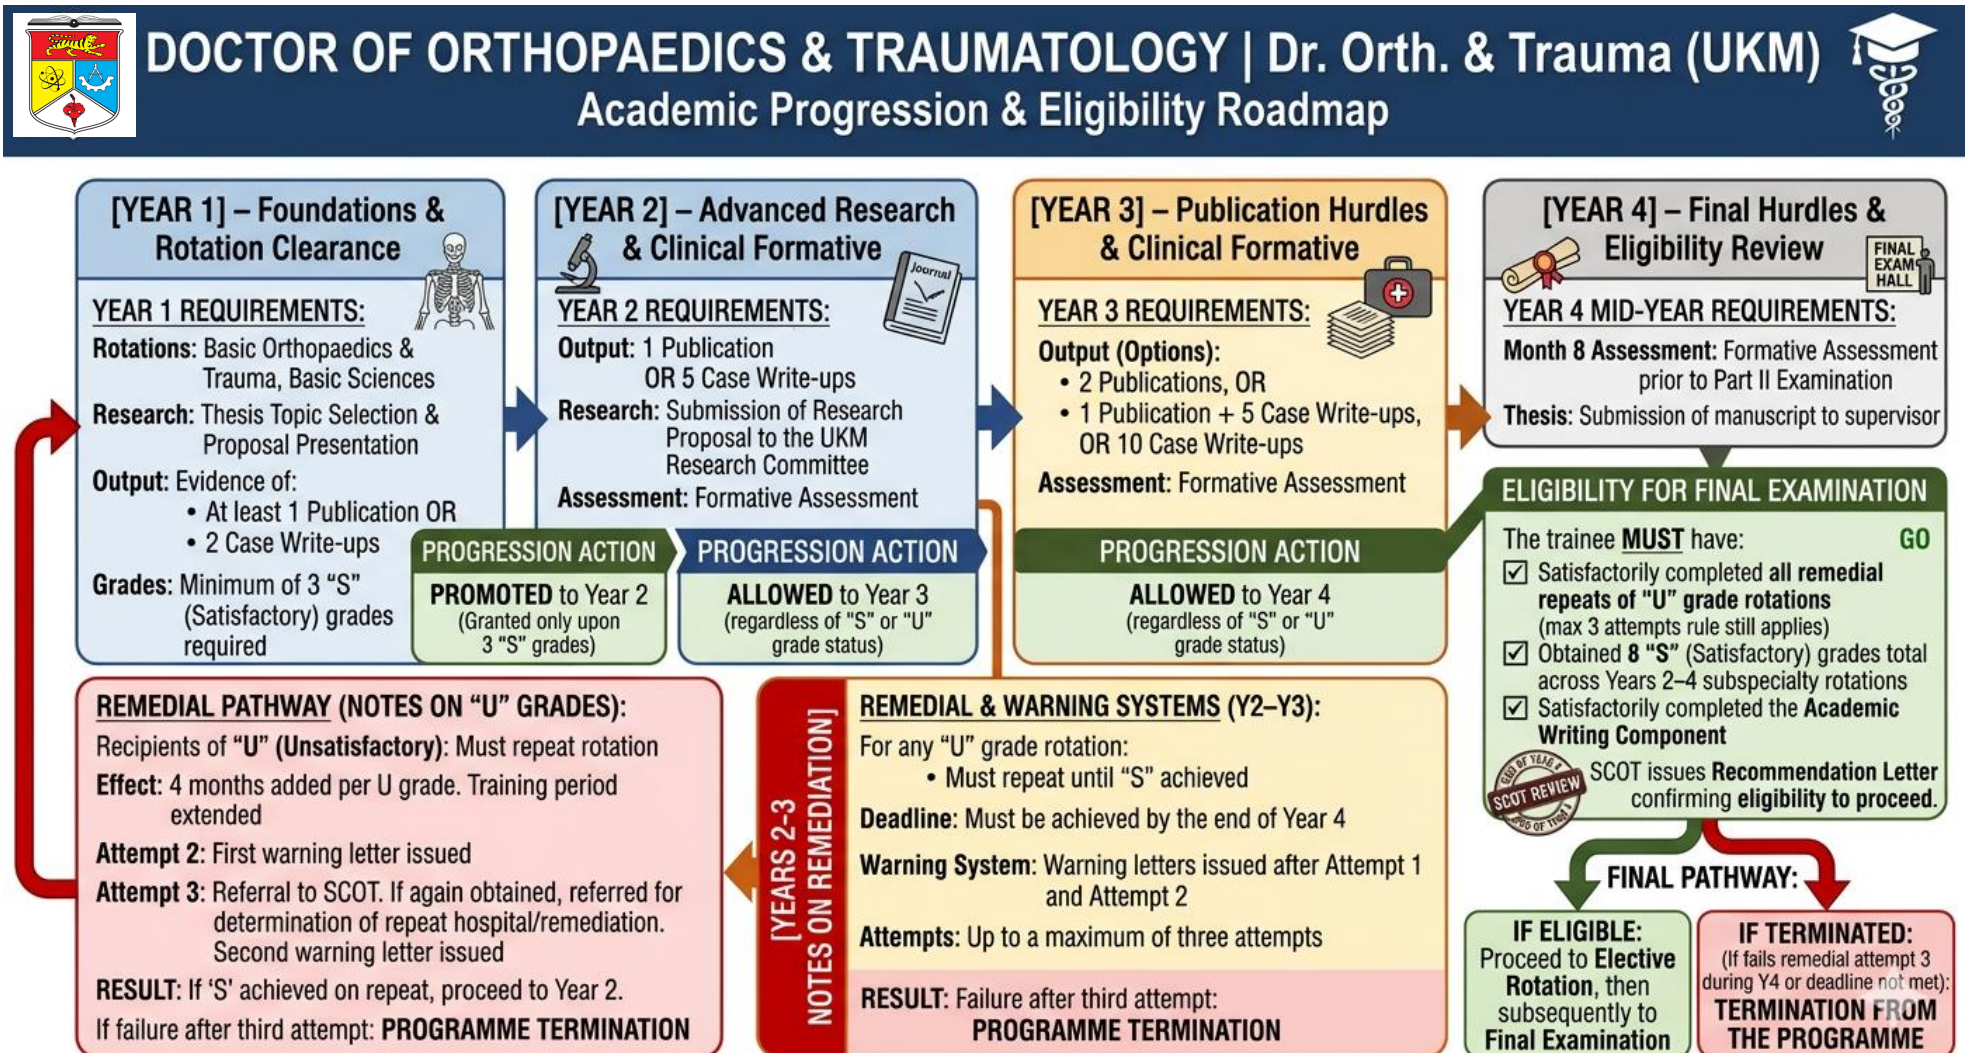 DOCTOR OF ORTHOPAEDICS & TRAUMATOLOGY | Dr. Orth. & Trauma (UKM)
Academic Progression & Eligibility Roadmap
[YEAR 1] – Foundations &
Rotation Clearance
YEAR 1 REQUIREMENTS:
Rotations: Basic Orthopaedics &
Trauma, Basic Sciences
Research: Thesis Topic Selection &
Proposal Presentation
Output: Evidence of:
• At least 1 Publication OR
• 2 Case Write-ups
Grades: Minimum of 3 “S”
(Satisfactory) grades
required
PROGRESSION ACTION
PROMOTED to Year 2
(Granted only upon
3 “S” grades)
[YEAR 2] – Advanced Research
& Clinical Formative
Journal
YEAR 2 REQUIREMENTS:
Output: 1 Publication
OR 5 Case Write-ups
Research: Submission of Research
Proposal to the UKM
Research Committee
Assessment: Formative Assessment
PROGRESSION ACTION
ALLOWED to Year 3
(regardless of “S” or “U”
grade status)
[YEAR 3] – Publication Hurdles
& Clinical Formative
YEAR 3 REQUIREMENTS:
Output (Options):
• 2 Publications, OR
• 1 Publication + 5 Case Write-ups,
OR 10 Case Write-ups
Assessment: Formative Assessment
PROGRESSION ACTION
ALLOWED to Year 4
(regardless of “S” or “U”
grade status)
[YEAR 4] – Final Hurdles &
Eligibility Review
FINAL
EXAM
HALL
YEAR 4 MID-YEAR REQUIREMENTS:
Month 8 Assessment: Formative Assessment
prior to Part II Examination
Thesis: Submission of manuscript to supervisor
ELIGIBILITY FOR FINAL EXAMINATION
The trainee MUST have:
GO
Satisfactorily completed all remedial
repeats of “U” grade rotations
(max 3 attempts rule still applies)
Obtained 8 “S” (Satisfactory) grades total
across Years 2–4 subspecialty rotations
Satisfactorily completed the Academic
Writing Component
SCOT REVIEW
SCOT issues Recommendation Letter
confirming eligibility to proceed.
FINAL PATHWAY:
IF ELIGIBLE:
Proceed to Elective
Rotation, then
subsequently to
Final Examination
IF TERMINATED:
(If fails remedial attempt 3
during Y4 or deadline not met):
TERMINATION FROM
THE PROGRAMME
REMEDIAL PATHWAY (NOTES ON “U” GRADES):
Recipients of “U” (Unsatisfactory): Must repeat rotation
Effect: 4 months added per U grade. Training period
extended
Attempt 2: First warning letter issued
Attempt 3: Referral to SCOT. If again obtained, referred for
determination of repeat hospital/remediation.
Second warning letter issued
RESULT: If ‘S’ achieved on repeat, proceed to Year 2.
If failure after third attempt: PROGRAMME TERMINATION
[YEARS 2-3
NOTES ON REMEDIATION]
REMEDIAL & WARNING SYSTEMS (Y2–Y3):
For any “U” grade rotation:
• Must repeat until “S” achieved
Deadline: Must be achieved by the end of Year 4
Warning System: Warning letters issued after Attempt 1
and Attempt 2
Attempts: Up to a maximum of three attempts
RESULT: Failure after third attempt:
PROGRAMME TERMINATION